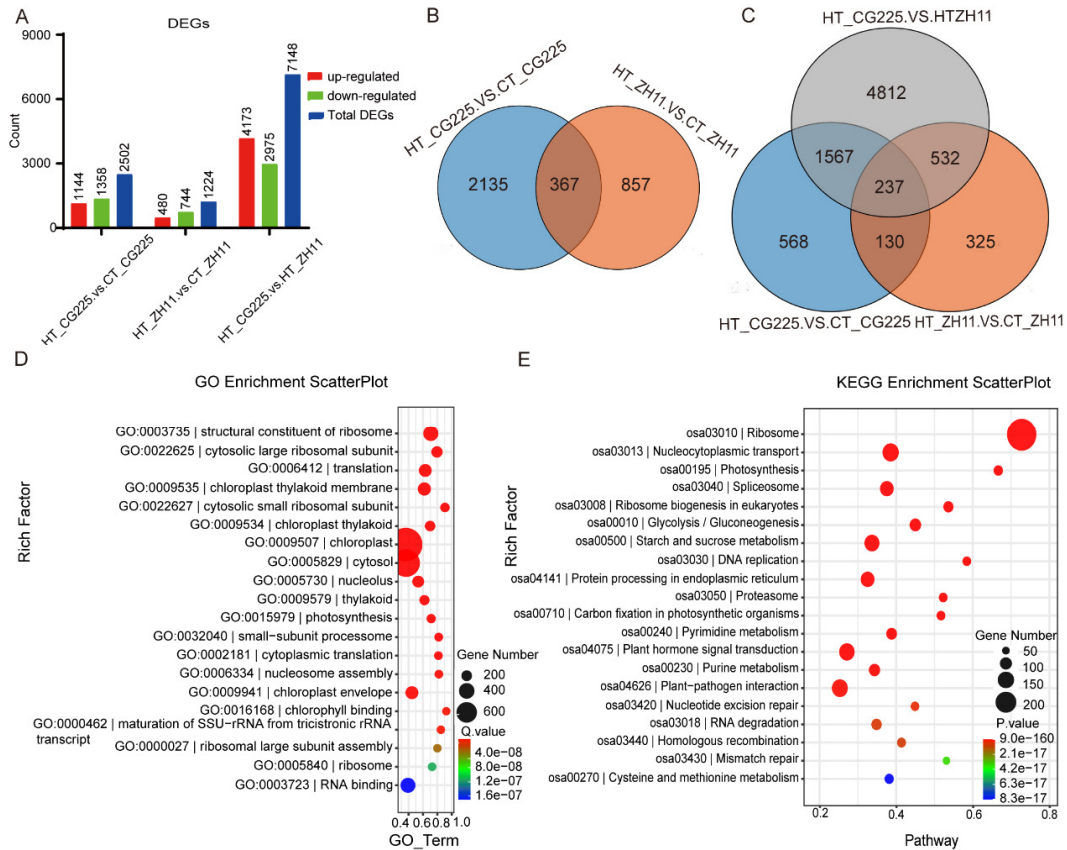 A
DEGs
9000
6000
3000
0
Count
1144
1358
2502
480
744
1224
4173
2975
7148
up-regulated
down-regulated
Total DEGs
HT_CG225.vs.CT_CG225
HT_ZH11.vs.CT_ZH11
HT_CG225.vs.HT_ZH11
B
HT_CG225.VS.CT_CG225
HT_ZH11.VS.CT_ZH11
2135
367
857
C
HT_CG225.VS.HTZH11
4812
1567
532
237
568
130
325
HT_CG225.VS.CT_CG225
HT_ZH11.VS.CT_ZH11
D
GO Enrichment ScatterPlot
Rich Factor
GO:0003735 | structural constituent of ribosome
GO:0022625 | cytosolic large ribosomal subunit
GO:0006412 | translation
GO:0009535 | chloroplast thylakoid membrane
GO:0022627 | cytosolic small ribosomal subunit
GO:0009534 | chloroplast thylakoid
GO:0009507 | chloroplast
GO:0005829 | cytosol
GO:0005730 | nucleolus
GO:0009579 | thylakoid
GO:0015979 | photosynthesis
GO:0032040 | small-subunit processome
GO:0002181 | cytoplasmic translation
GO:0006334 | nucleosome assembly
GO:0009941 | chloroplast envelope
GO:0016168 | chlorophyll binding
GO:0000462 | maturation of SSU-rRNA from tricistronic rRNA
transcript
GO:0000027 | ribosomal large subunit assembly
GO:0005840 | ribosome
GO:0003723 | RNA binding
0.4 0.6 0.8 1.0
GO_Term
Gene Number
200
400
600
Q.value
4.0e−08
8.0e−08
1.2e−07
1.6e−07
E
KEGG Enrichment ScatterPlot
Rich Factor
osa03010 | Ribosome
osa03013 | Nucleocytoplasmic transport
osa00195 | Photosynthesis
osa03040 | Spliceosome
osa03008 | Ribosome biogenesis in eukaryotes
osa00010 | Glycolysis / Gluconeogenesis
osa00500 | Starch and sucrose metabolism
osa03030 | DNA replication
osa04141 | Protein processing in endoplasmic reticulum
osa03050 | Proteasome
osa00710 | Carbon fixation in photosynthetic organisms
osa00240 | Pyrimidine metabolism
osa04075 | Plant hormone signal transduction
osa00230 | Purine metabolism
osa04626 | Plant-pathogen interaction
osa03420 | Nucleotide excision repair
osa03018 | RNA degradation
osa03440 | Homologous recombination
osa03430 | Mismatch repair
osa00270 | Cysteine and methionine metabolism
0.2 0.4 0.6 0.8
Pathway
Gene Number
50
100
150
200
P.value
9.0e−160
2.1e−17
4.2e−17
6.3e−17
8.3e−17